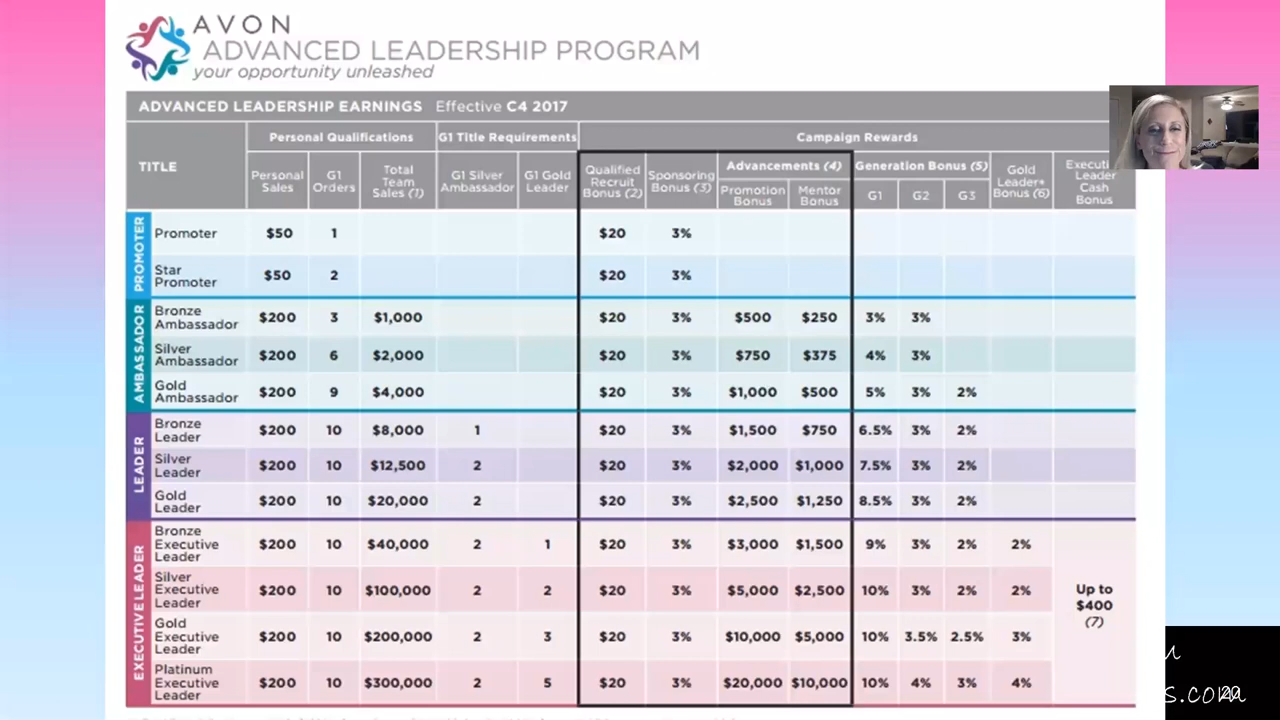 AVON
ADVANCED LEADERSHIP PROGRAM
your opportunity unleashed
ADVANCED LEADERSHIP EARNINGS Effective C4 2017
Personal Qualifications G1 Title Requirements Campaign Rewards
TITLE Personal Sales G1 Orders Total Team Sales (1) G1 Silver Ambassador G1 Gold Leader Qualified Recruit Bonus (2) Sponsoring Bonus (3) Advancements (4) Promotion Bonus Mentor Bonus Generation Bonus (5) G1 G2 G3 Gold Leader+ Bonus (6) Leader Cash Bonus
PROMOTER
Promoter $50 1 $20 3%
Star Promoter $50 2 $20 3%
AMBASSADOR
Bronze Ambassador $200 3 $1,000 $20 3% $500 $250 3% 3%
Silver Ambassador $200 6 $2,000 $20 3% $750 $375 4% 3%
Gold Ambassador $200 9 $4,000 $20 3% $1,000 $500 5% 3% 2%
LEADER
Bronze Leader $200 10 $8,000 1 $20 3% $1,500 $750 6.5% 3% 2%
Silver Leader $200 10 $12,500 2 $20 3% $2,000 $1,000 7.5% 3% 2%
Gold Leader $200 10 $20,000 2 $20 3% $2,500 $1,250 8.5% 3% 2%
EXECUTIVE LEADER
Bronze Executive Leader $200 10 $40,000 2 1 $20 3% $3,000 $1,500 9% 3% 2% 2%
Silver Executive Leader $200 10 $100,000 2 2 $20 3% $5,000 $2,500 10% 3% 2% 2%
Gold Executive Leader $200 10 $200,000 2 3 $20 3% $10,000 $5,000 10% 3.5% 2.5% 3%
Platinum Executive Leader $200 10 $300,000 2 5 $20 3% $20,000 $10,000 10% 4% 3% 4%
Up to $400 (7)
s.com
20